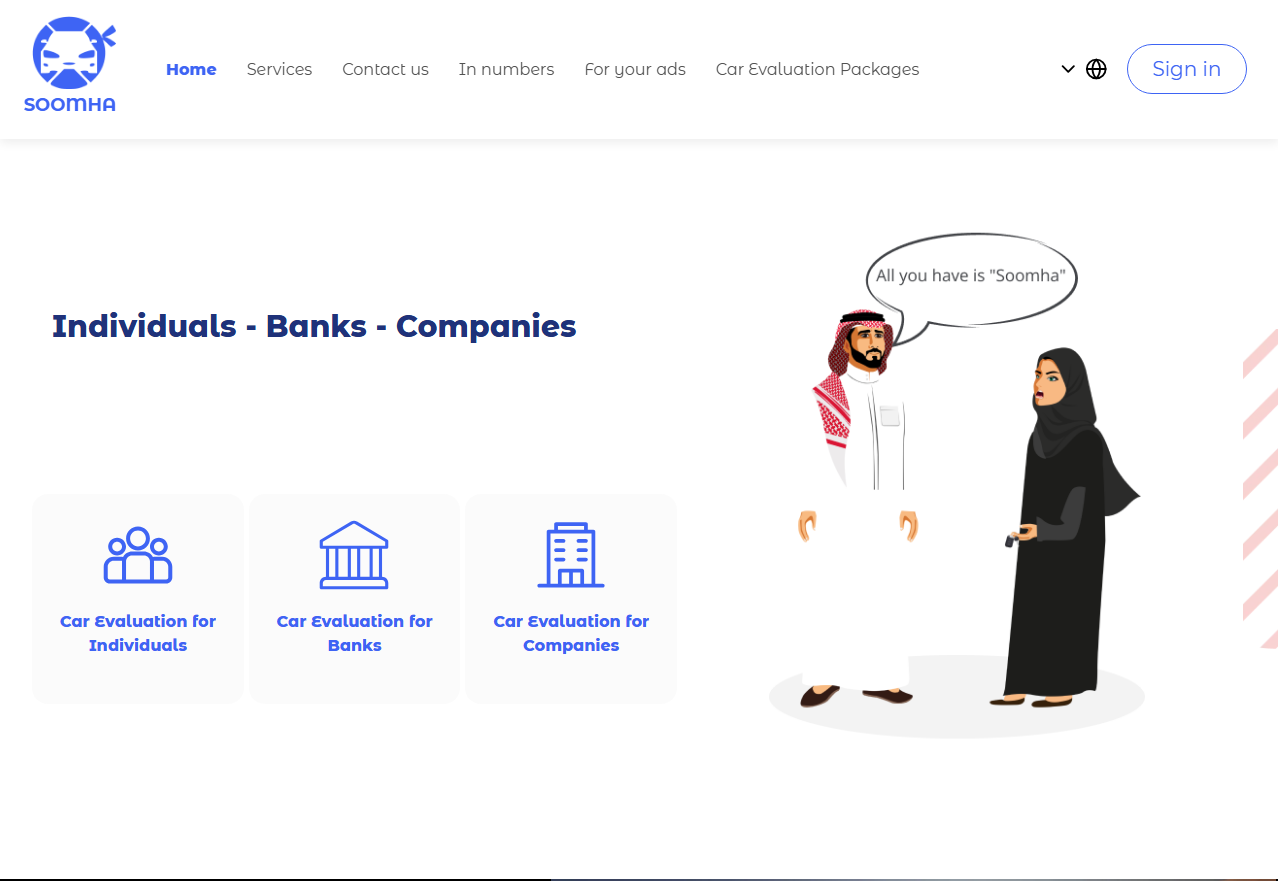 SOOMHA
Home
Services
Contact us
In numbers
For your ads
Car Evaluation Packages
Sign in
All you have is "Soomha"
Individuals - Banks - Companies
Car Evaluation for
Individuals
Car Evaluation for
Banks
Car Evaluation for
Companies